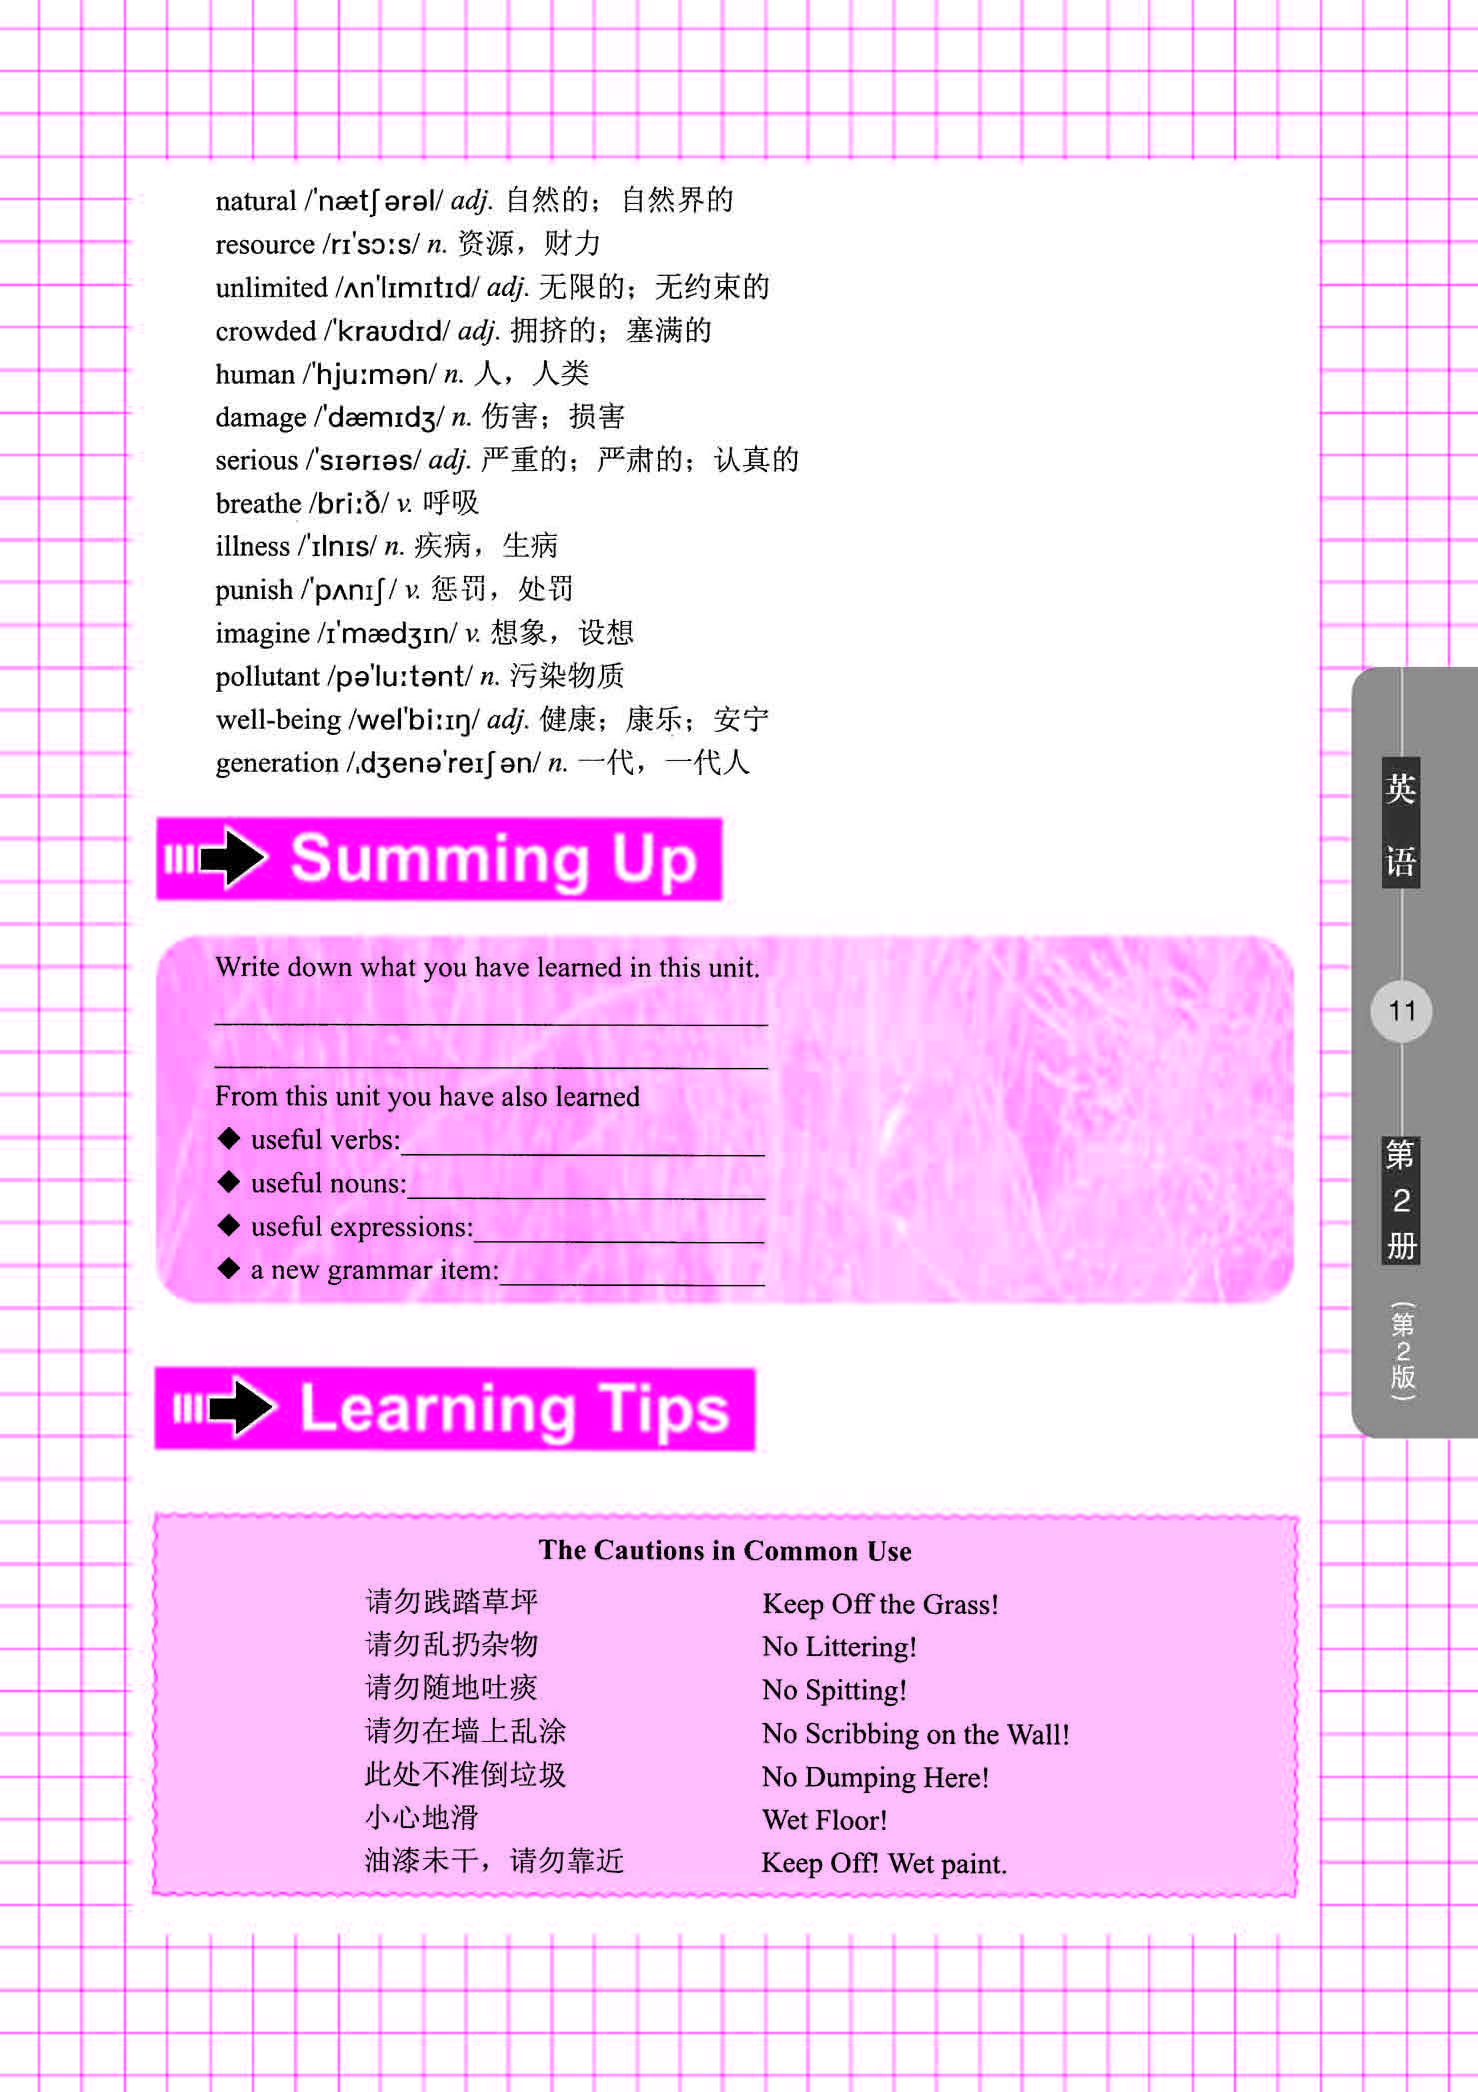 natural /ˈnætʃərəl/ adj. 自然的；自然界的
resource /rɪˈsɔːs/ n. 资源，财力
unlimited /ʌnˈlɪmɪtɪd/ adj. 无限的；无约束的
crowded /ˈkraʊdɪd/ adj. 拥挤的；塞满的
human /ˈhjuːmən/ n. 人，人类
damage /ˈdæmɪdʒ/ n. 伤害；损害
serious /ˈsɪərɪəs/ adj. 严重的；严肃的；认真的
breathe /briːð/ v. 呼吸
illness /ˈɪlnɪs/ n. 疾病，生病
punish /ˈpʌnɪʃ/ v. 惩罚，处罚
imagine /ɪˈmædʒɪn/ v. 想象，设想
pollutant /pəˈluːtənt/ n. 污染物质
well-being /welˈbiːɪŋ/ adj. 健康；康乐；安宁
generation /ˌdʒenəˈreɪʃən/ n. 一代，一代人
Summing Up
Write down what you have learned in this unit.
From this unit you have also learned
◆ useful verbs:
◆ useful nouns:
◆ useful expressions:
◆ a new grammar item:
Learning Tips
The Cautions in Common Use
请勿践踏草坪 Keep Off the Grass!
请勿乱扔杂物 No Littering!
请勿随地吐痰 No Spitting!
请勿在墙上乱涂 No Scribbing on the Wall!
此处不准倒垃圾 No Dumping Here!
小心地滑 Wet Floor!
油漆未干，请勿靠近 Keep Off! Wet paint.
英语
11
第2册
（第2版）